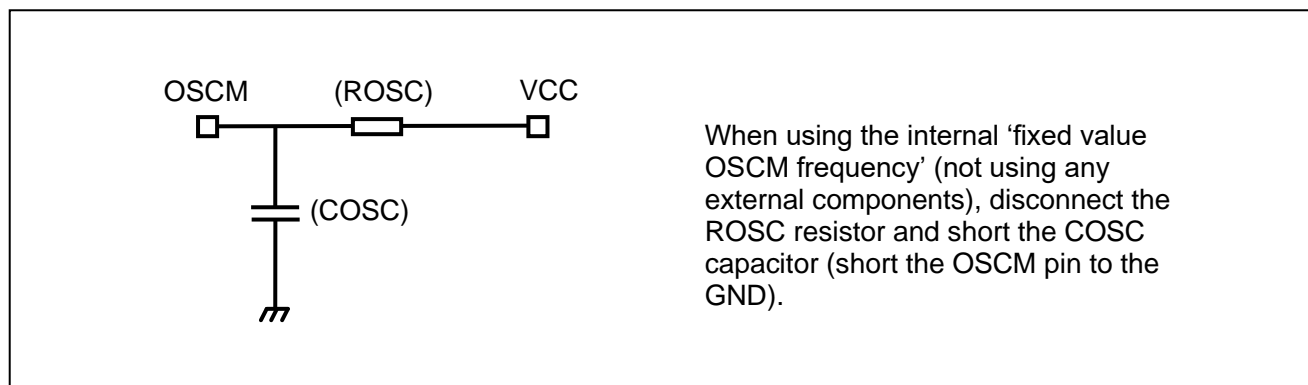 OSCM (ROSC) VCC
(COSC)
When using the internal ‘fixed value
OSCM frequency’ (not using any
external components), disconnect the
ROSC resistor and short the COSC
capacitor (short the OSCM pin to the
GND).